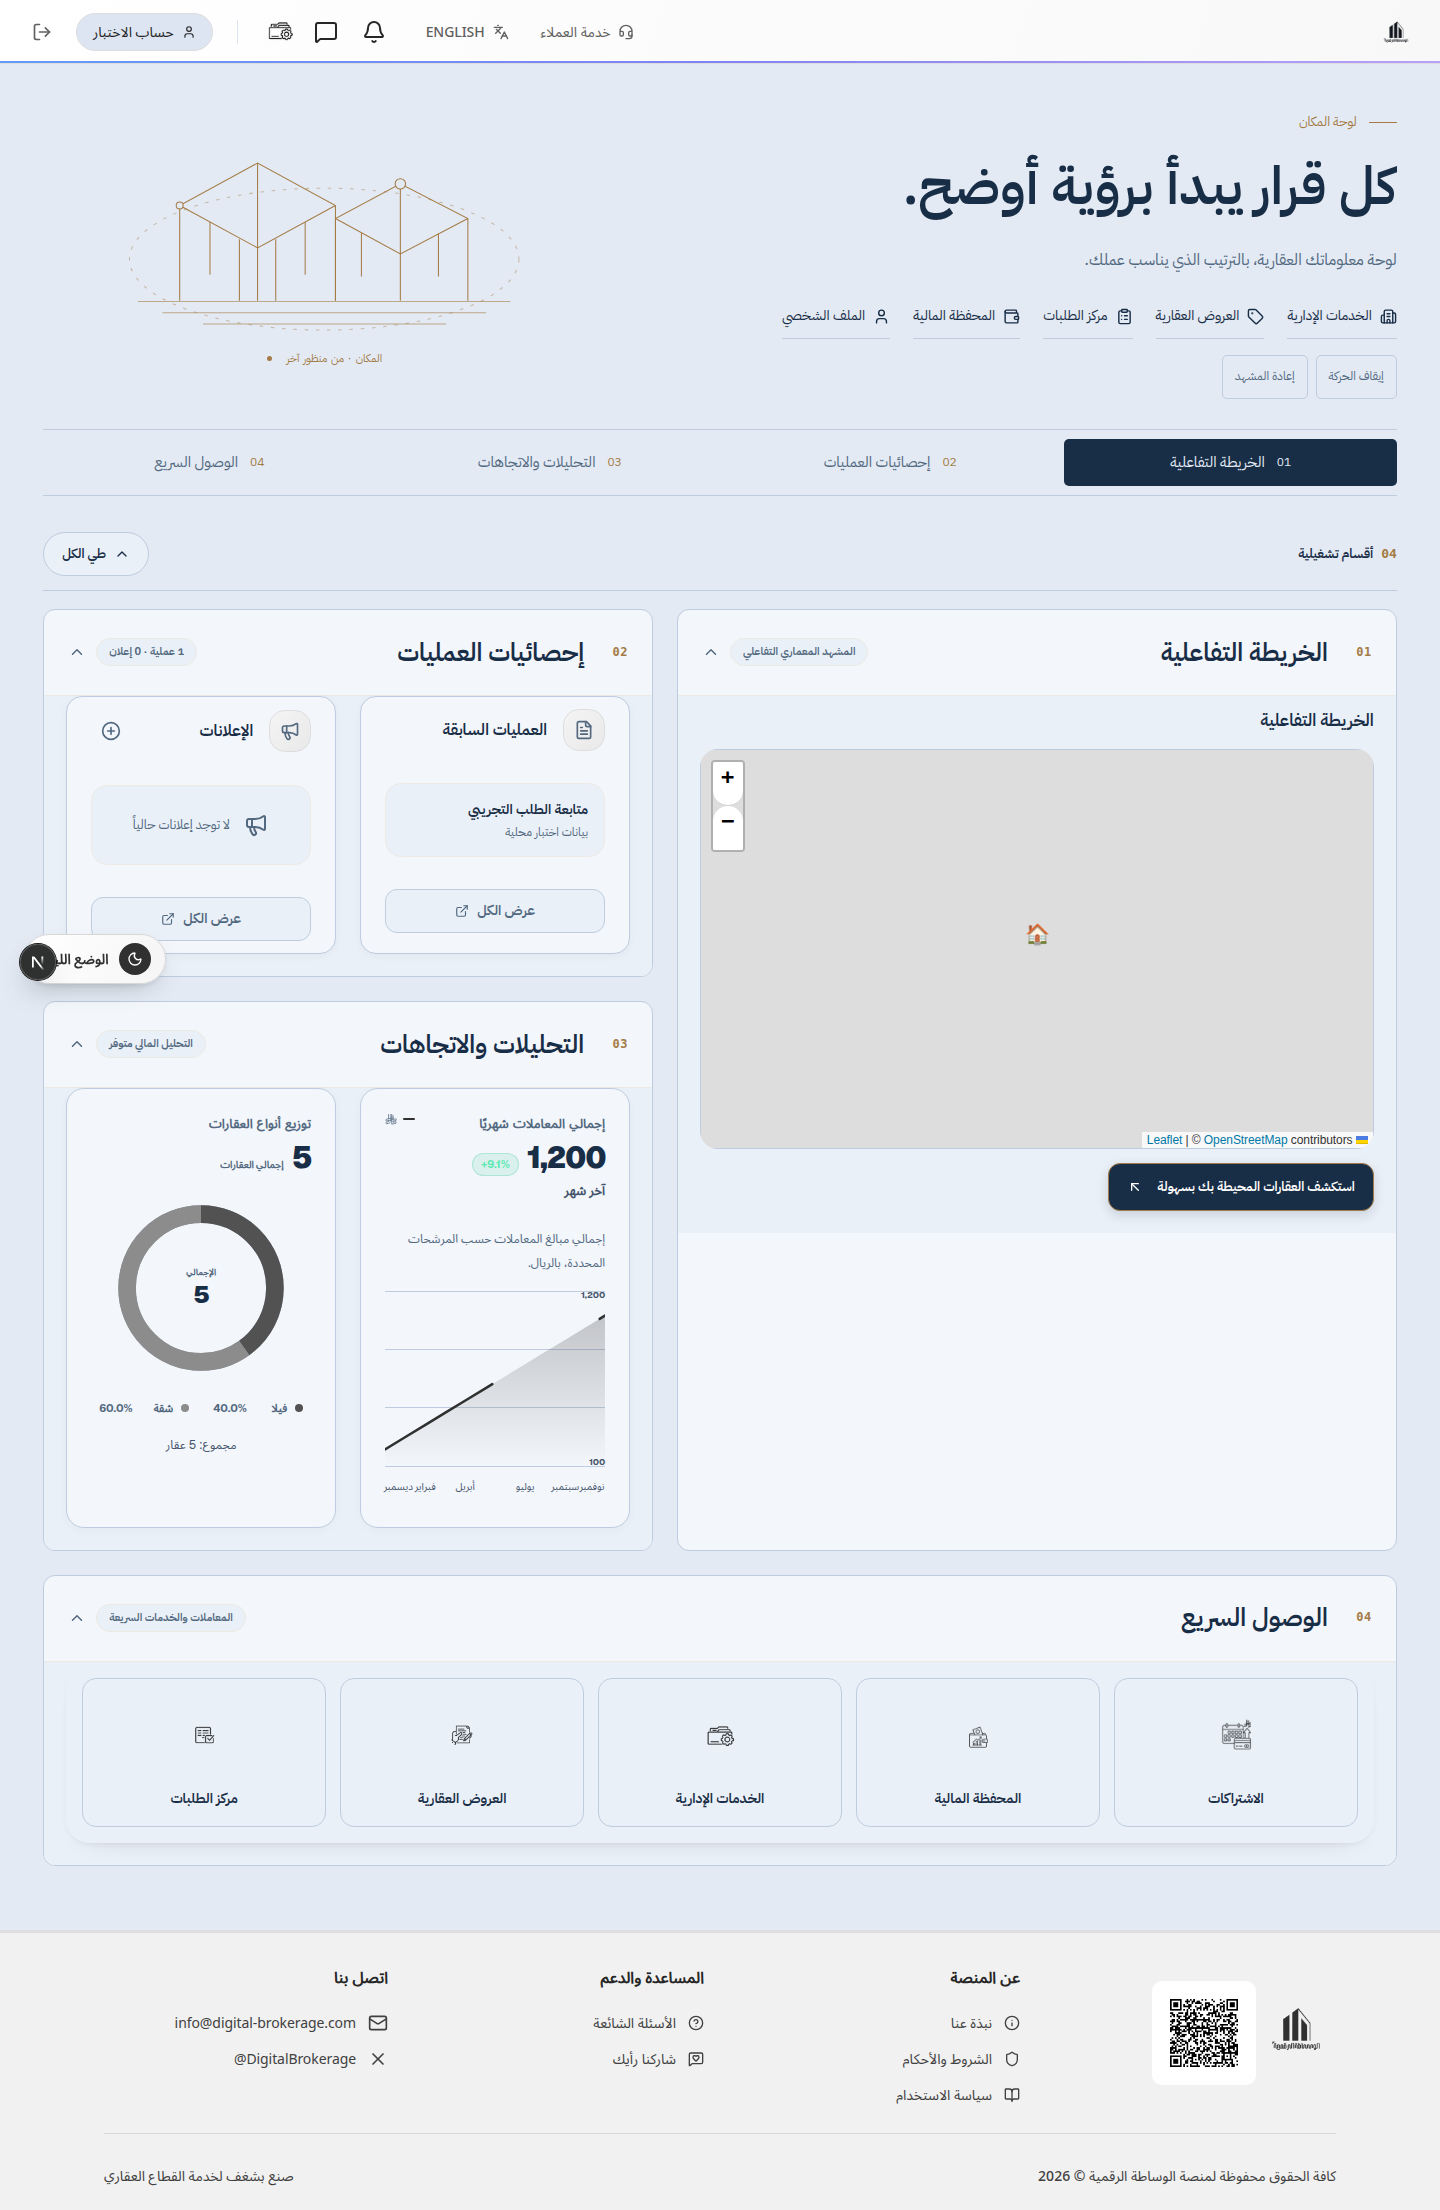 خدمة العملاء
ENGLISH
حساب الاختبار
لوحة المكان
كل قرار يبدأ برؤية أوضح.
لوحة معلوماتك العقارية، بالترتيب الذي يناسب عملك.
الخدمات الإدارية
العروض العقارية
مركز الطلبات
المحفظة المالية
الملف الشخصي
إيقاف الحركة
إعادة المشهد
المكان · من منظور آخر
01 الخريطة التفاعلية
02 إحصائيات العمليات
03 التحليلات والاتجاهات
04 الوصول السريع
04 أقسام تشغيلية
طي الكل
01 الخريطة التفاعلية
المشهد المعماري التفاعلي
الخريطة التفاعلية
+
−
Leaflet | © OpenStreetMap contributors
استكشف العقارات المحيطة بك بسهولة
02 إحصائيات العمليات
1 عملية · 0 إعلان
العمليات السابقة
متابعة الطلب التجريبي
بيانات اختبار محلية
عرض الكل
الإعلانات
لا توجد إعلانات حالياً
عرض الكل
N
03 التحليلات والاتجاهات
التحليل المالي متوفر
إجمالي المعاملات شهريًا
1,200
+9.1%
آخر شهر
إجمالي مبالغ المعاملات حسب المرشحات
المحددة، بالريال.
1,200
100
نوفمبر
سبتمبر
يوليو
أبريل
فبراير
ديسمبر
توزيع أنواع العقارات
5 إجمالي العقارات
الإجمالي
5
فيلا 40.0%
شقة 60.0%
مجموع: 5 عقار
الوضع
04 الوصول السريع
المعاملات والخدمات السريعة
الاشتراكات
المحفظة المالية
الخدمات الإدارية
العروض العقارية
مركز الطلبات
عن المنصة
نبذة عنا
الشروط والأحكام
سياسة الاستخدام
المساعدة والدعم
الأسئلة الشائعة
شاركنا رأيك
اتصل بنا
info@digital-brokerage.com
@DigitalBrokerage
كافة الحقوق محفوظة لمنصة الوساطة الرقمية © 2026
صنع بشغف لخدمة القطاع العقاري